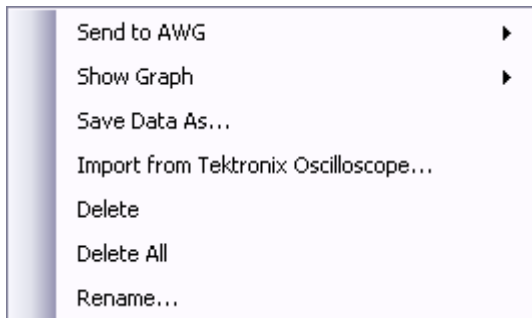 Send to AWG
Show Graph
Save Data As...
Import from Tektronix Oscilloscope...
Delete
Delete All
Rename...